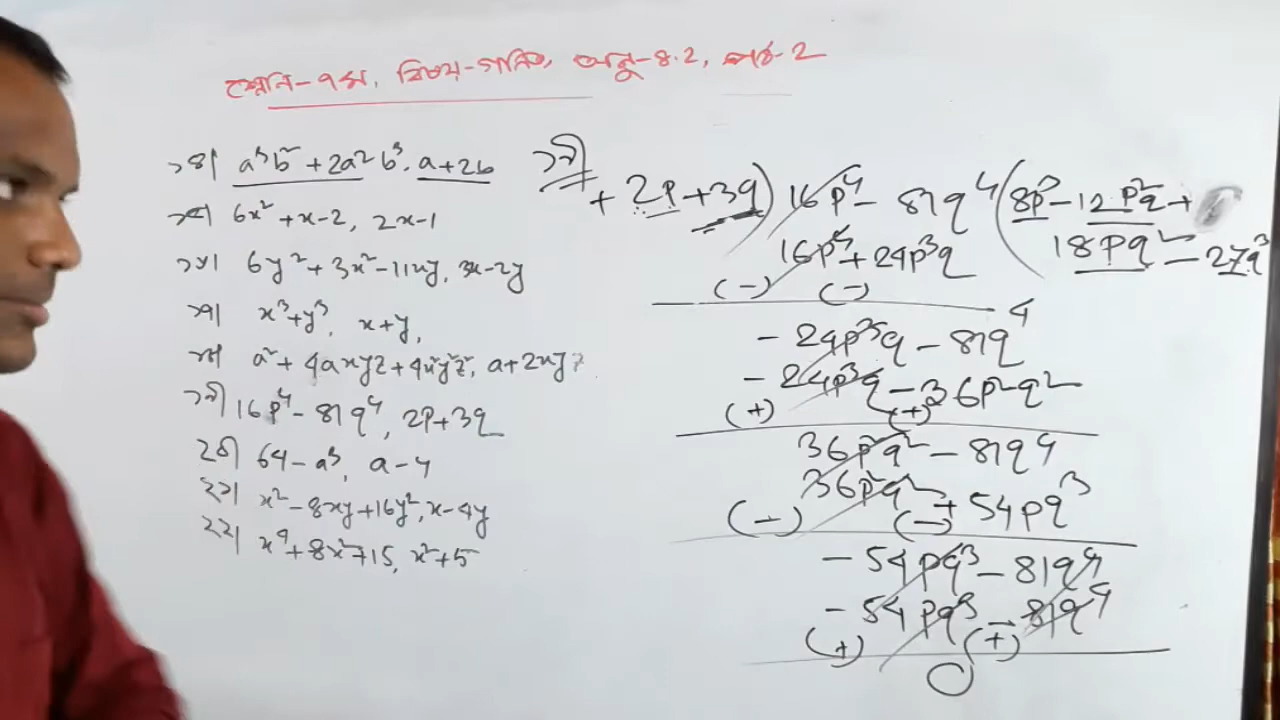 শ্রেনি-৭ম, বিষয়-গনিত, অনু-৪.2, পাঠ-2
১৪। a³b² + 2a²b³, a + 2b
১৫। 6x² + x - 2, 2x - 1
১৬। 6y² + 3x² - 11xy, 3x - 2y
১৭। x³ + y³, x + y,
১৮। a² + 4axyz + 4x²y²z², a + 2xyz
১৯। 16p⁴ - 81q⁴, 2p + 3q
২০। 64 - a³, a - 4
২১। x² - 8xy + 16y², x - 4y
২২। x⁴ + 8x² + 15, x² + 5
১৯।
+ 2p + 3q) 16p⁴ - 81q⁴ (8p³ - 12p²q +
18pq² - 27q³
16p⁴ + 24p³q
(-) (-)
- 24p³q - 81q⁴
- 24p³q - 36p²q²
(+) (+)
36p²q² - 81q⁴
36p²q² + 54pq³
(-) (-)
- 54pq³ - 81q⁴
- 54pq³ - 81q⁴
(+) (+)
0